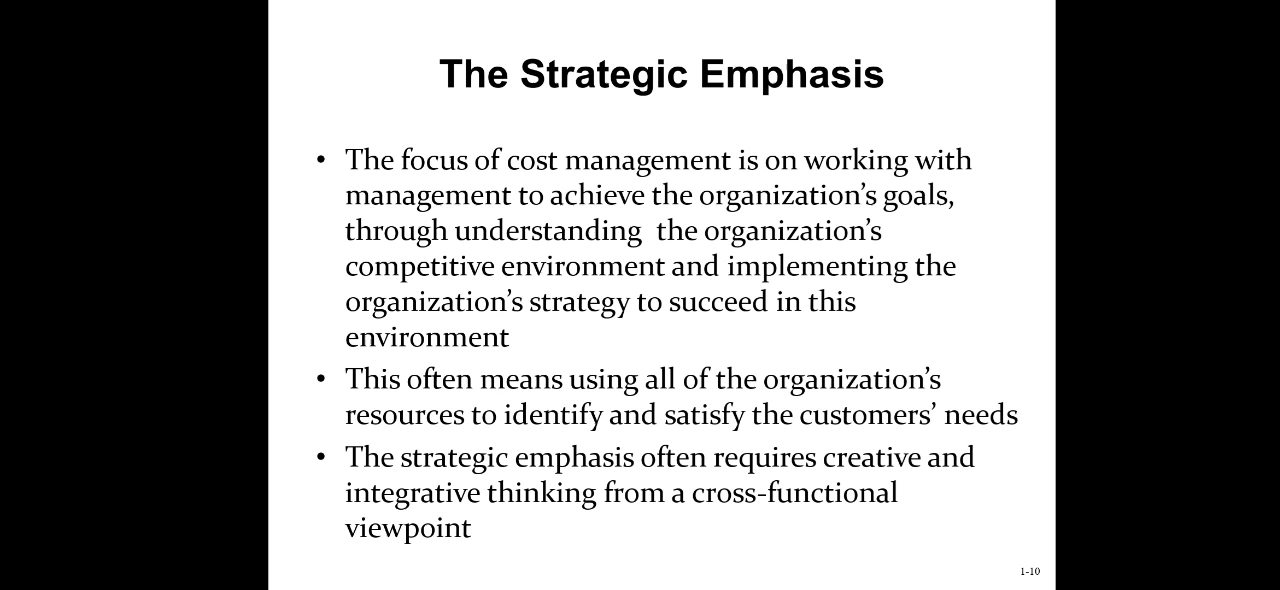 The Strategic Emphasis
• The focus of cost management is on working with
management to achieve the organization’s goals,
through understanding  the organization’s
competitive environment and implementing the
organization’s strategy to succeed in this
environment
• This often means using all of the organization’s
resources to identify and satisfy the customers’ needs
• The strategic emphasis often requires creative and
integrative thinking from a cross-functional
viewpoint
1-10